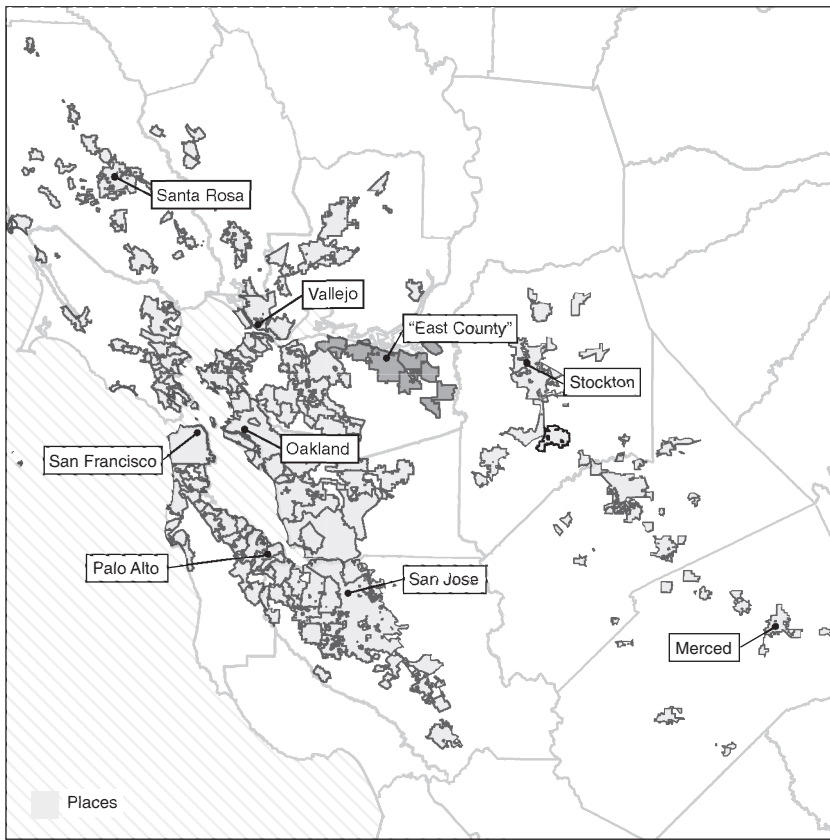 Santa Rosa
Vallejo
“East County”
Stockton
Oakland
San Francisco
Palo Alto
San Jose
Merced
Places